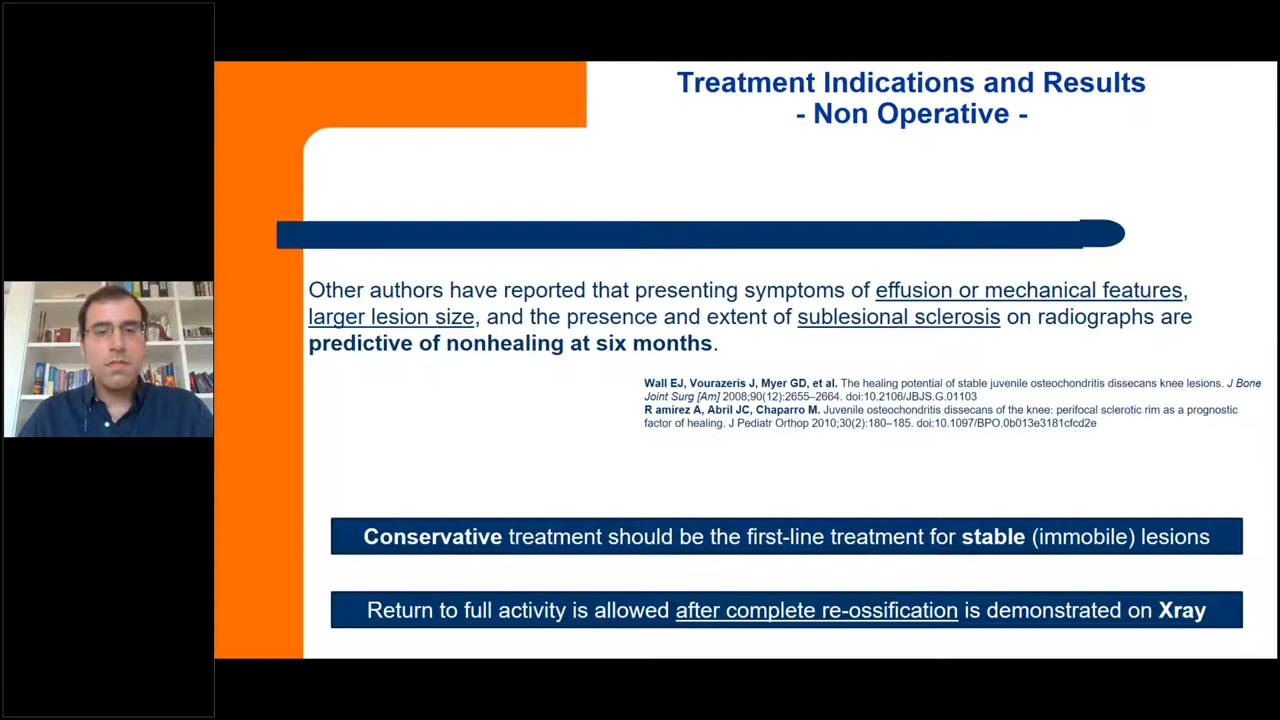 Treatment Indications and Results
- Non Operative -
Other authors have reported that presenting symptoms of effusion or mechanical features,
larger lesion size, and the presence and extent of sublesional sclerosis on radiographs are
predictive of nonhealing at six months.
Wall EJ, Vourazeris J, Myer GD, et al. The healing potential of stable juvenile osteochondritis dissecans knee lesions. J Bone
Joint Surg [Am] 2008;90(12):2655–2664. doi:10.2106/JBJS.G.01103
R amirez A, Abril JC, Chaparro M. Juvenile osteochondritis dissecans of the knee: perifocal sclerotic rim as a prognostic
factor of healing. J Pediatr Orthop 2010;30(2):180–185. doi:10.1097/BPO.0b013e3181cfcd2e
Conservative treatment should be the first-line treatment for stable (immobile) lesions
Return to full activity is allowed after complete re-ossification is demonstrated on Xray